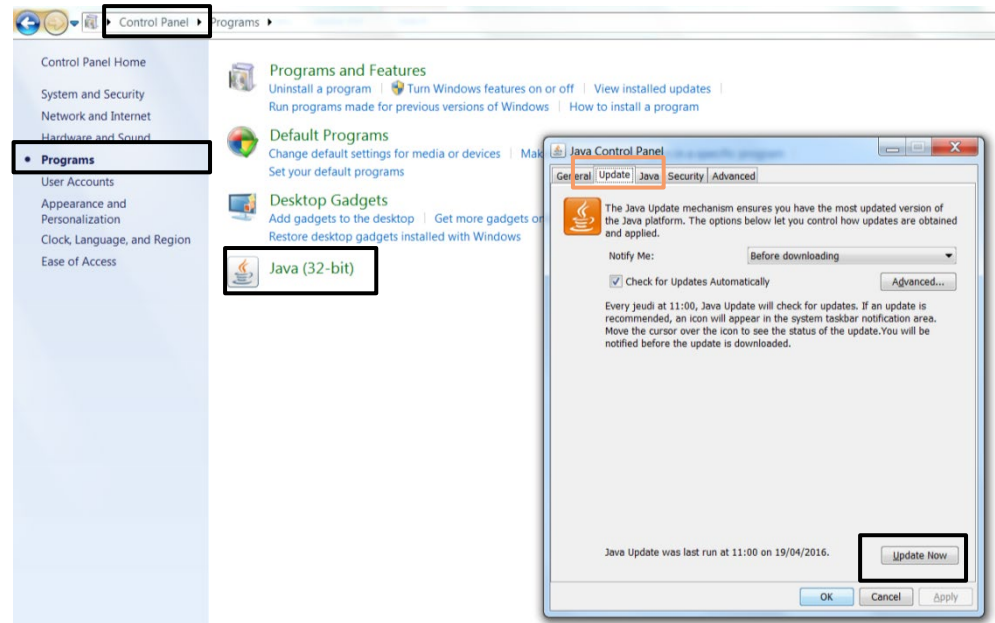 Control Panel Programs
Control Panel Home
System and Security
Network and Internet
Hardware and Sound
Programs
User Accounts
Appearance and
Personalization
Clock, Language, and Region
Ease of Access
Programs and Features
Uninstall a program Turn Windows features on or off View installed updates
Run programs made for previous versions of Windows How to install a program
Default Programs
Change default settings for media or devices
Set your default programs
Desktop Gadgets
Add gadgets to the desktop Get more gadgets
Restore desktop gadgets installed with Windows
Java (32-bit)
Java Control Panel
General Update Java Security Advanced
The Java Update mechanism ensures you have the most updated version of
the Java platform. The options below let you control how updates are obtained
and applied.
Notify Me: Before downloading
Check for Updates Automatically Advanced...
Every jeudi at 11:00, Java Update will check for updates. If an update is
recommended, an icon will appear in the system taskbar notification area.
Move the cursor over the icon to see the status of the update.You will be
notified before the update is downloaded.
Java Update was last run at 11:00 on 19/04/2016. Update Now
OK Cancel Apply